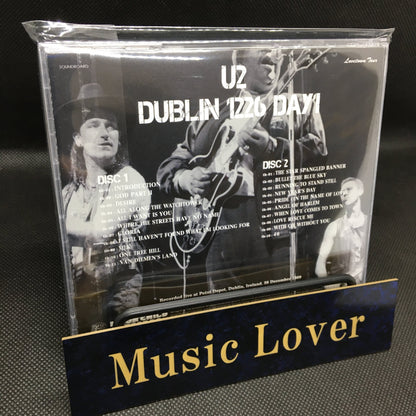 SOUNDBOARD
Lovetown Tour
U2
DUBLIN 1226 DAY1
DISC 1
INTRODUCTION
GOD PART II
DESIRE
ALL ALONG THE WATCHTOWER
ALL I WANT IS YOU
WHERE THE STREETS HAVE NO NAME
GLORIA
I STILL HAVEN'T FOUND WHAT I'M LOOKING FOR
MLK
ONE TREE HILL
VAN DIEMEN'S LAND
DISC 2
THE STAR SPANGLED BANNER
BULLET THE BLUE SKY
RUNNING TO STAND STILL
NEW YEAR'S DAY
PRIDE (IN THE NAME OF LOVE)
ANGEL OF HARLEM
WHEN LOVE COMES TO TOWN
LOVE RESCUE ME
WITH OR WITHOUT YOU
40
Recorded live at Point Depot, Dublin, Ireland, 26 December 1989
Music Lover